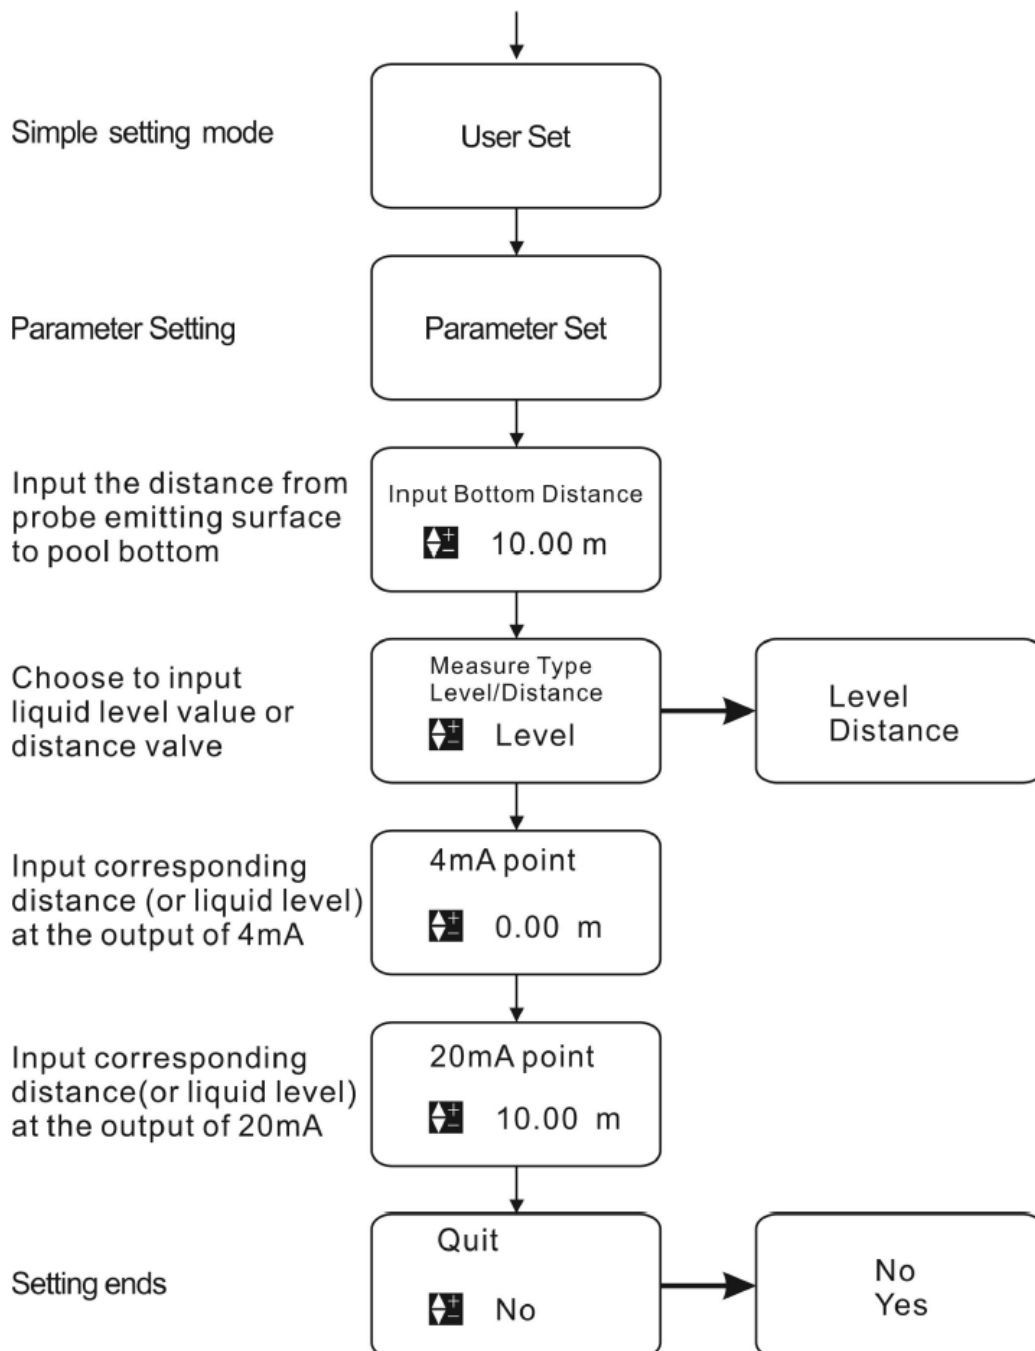 Simple setting mode
User Set
Parameter Setting
Parameter Set
Input the distance from
probe emitting surface
to pool bottom
Input Bottom Distance
+
−
10.00 m
Choose to input
liquid level value or
distance valve
Measure Type
Level/Distance
+
−
Level
Level
Distance
Input corresponding
distance (or liquid level)
at the output of 4mA
4mA point
+
−
0.00 m
Input corresponding
distance(or liquid level)
at the output of 20mA
20mA point
+
−
10.00 m
Setting ends
Quit
+
−
No
No
Yes